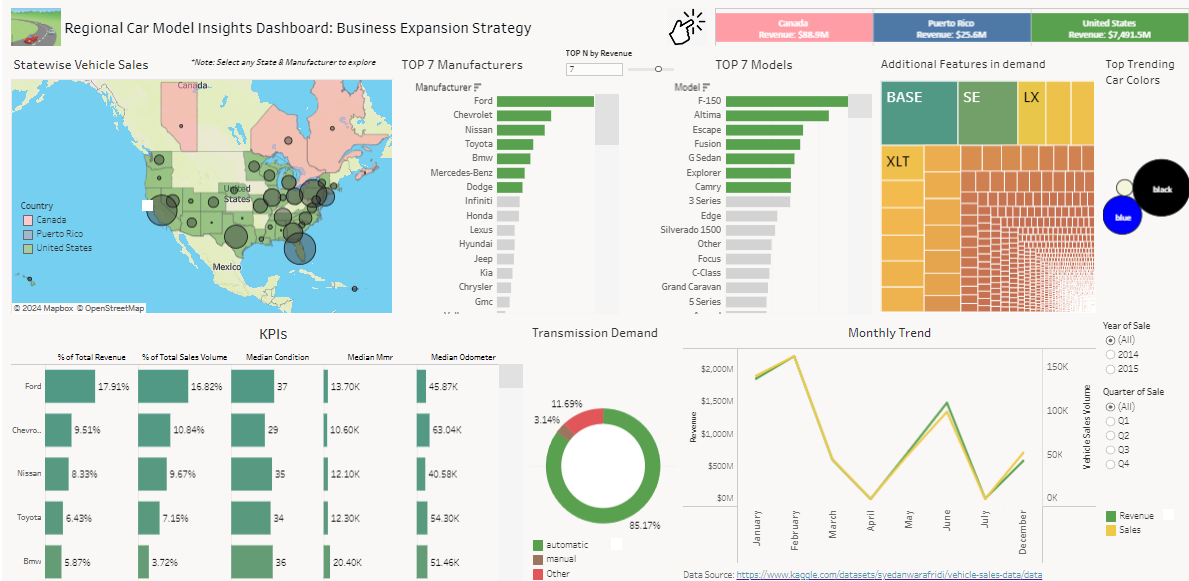 Regional Car Model Insights Dashboard: Business Expansion Strategy
Canada
Revenue: $88.9M
Puerto Rico
Revenue: $25.6M
United States
Revenue: $7,491.5M
Statewise Vehicle Sales
*Note: Select any State & Manufacturer to explore
Canada
United
States
Mexico
Country
Canada
Puerto Rico
United States
© 2024 Mapbox © OpenStreetMap
TOP 7 Manufacturers
TOP N by Revenue
7
Manufacturer
Ford
Chevrolet
Nissan
Toyota
Bmw
Mercedes-Benz
Dodge
Infiniti
Honda
Lexus
Hyundai
Jeep
Kia
Chrysler
Gmc
TOP 7 Models
Model
F-150
Altima
Escape
Fusion
G Sedan
Explorer
Camry
3 Series
Edge
Silverado 1500
Other
Focus
C-Class
Grand Caravan
5 Series
Additional Features in demand
BASE
SE
LX
XLT
Top Trending
Car Colors
black
blue
KPIs
% of Total Revenue % of Total Sales Volume Median Condition Median Mmr Median Odometer
Ford 17.91% 16.82% 37 13.70K 45.87K
Chevro.. 9.51% 10.84% 29 10.60K 63.04K
Nissan 8.33% 9.67% 35 12.10K 40.58K
Toyota 6.43% 7.15% 34 12.30K 54.30K
Bmw 5.87% 3.72% 36 20.40K 51.46K
Transmission Demand
11.69%
3.14%
85.17%
automatic
manual
Other
Monthly Trend
Revenue
$2,000M
$1,500M
$1,000M
$500M
$0M
150K
100K
50K
0K
Vehicle Sales Volume
January
February
March
April
May
June
July
December
Data Source: https://www.kaggle.com/datasets/syedanwarafridi/vehicle-sales-data/data
Year of Sale
(All)
2014
2015
Quarter of Sale
(All)
Q1
Q2
Q3
Q4
Revenue
Sales